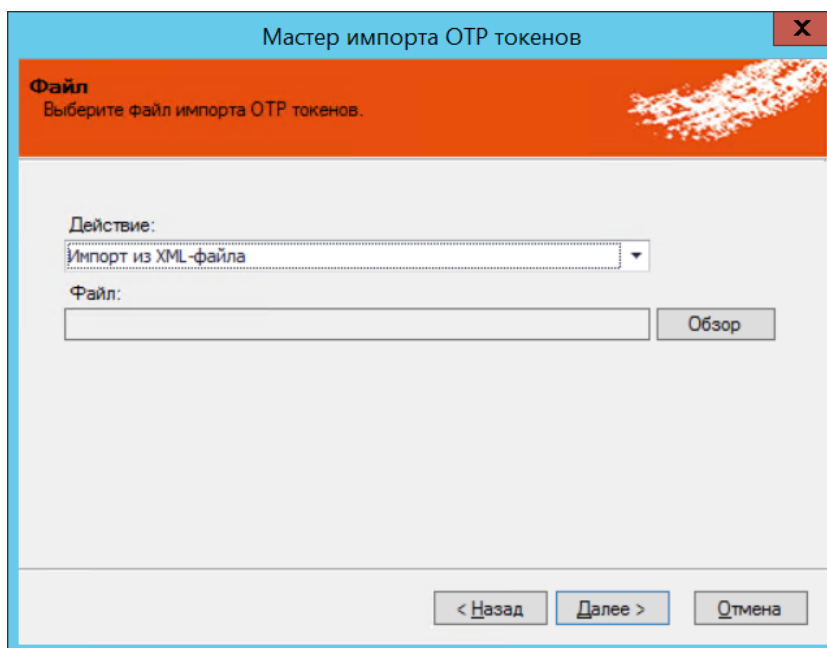 Мастер импорта OTP токенов
X
Файл
Выберите файл импорта OTP токенов.
Действие:
Импорт из XML-файла
Файл:
Обзор
< Назад
Далее >
Отмена